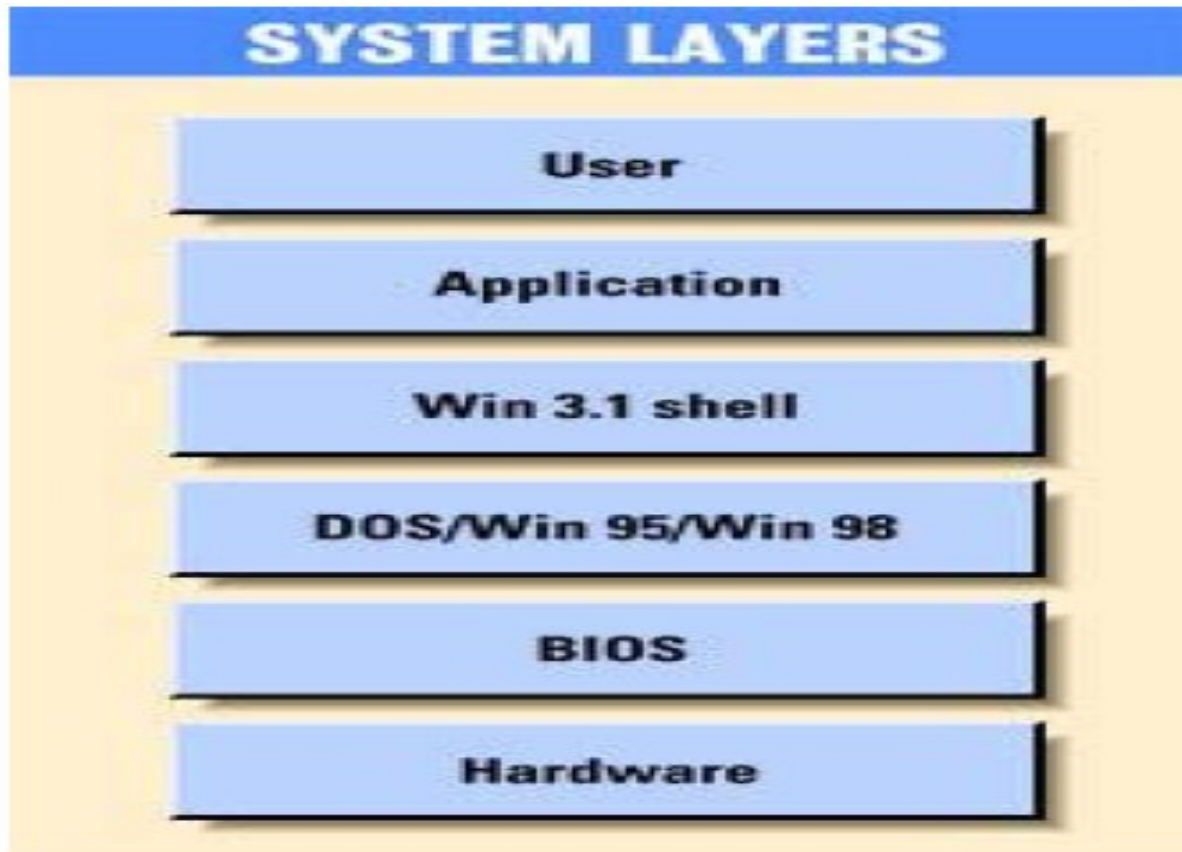 SYSTEM LAYERS
User
Application
Win 3.1 shell
DOS/Win 95/Win 98
BIOS
Hardware